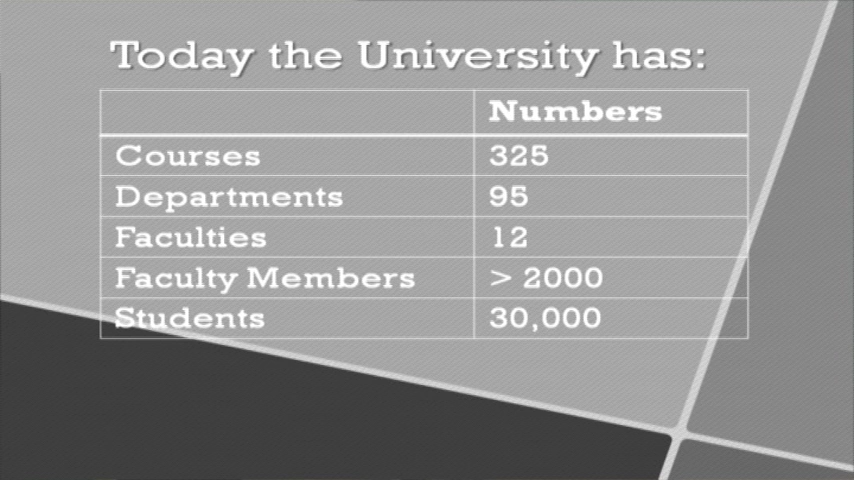 Today the University has:
Numbers
Courses 325
Departments 95
Faculties 12
Faculty Members > 2000
Students 30,000